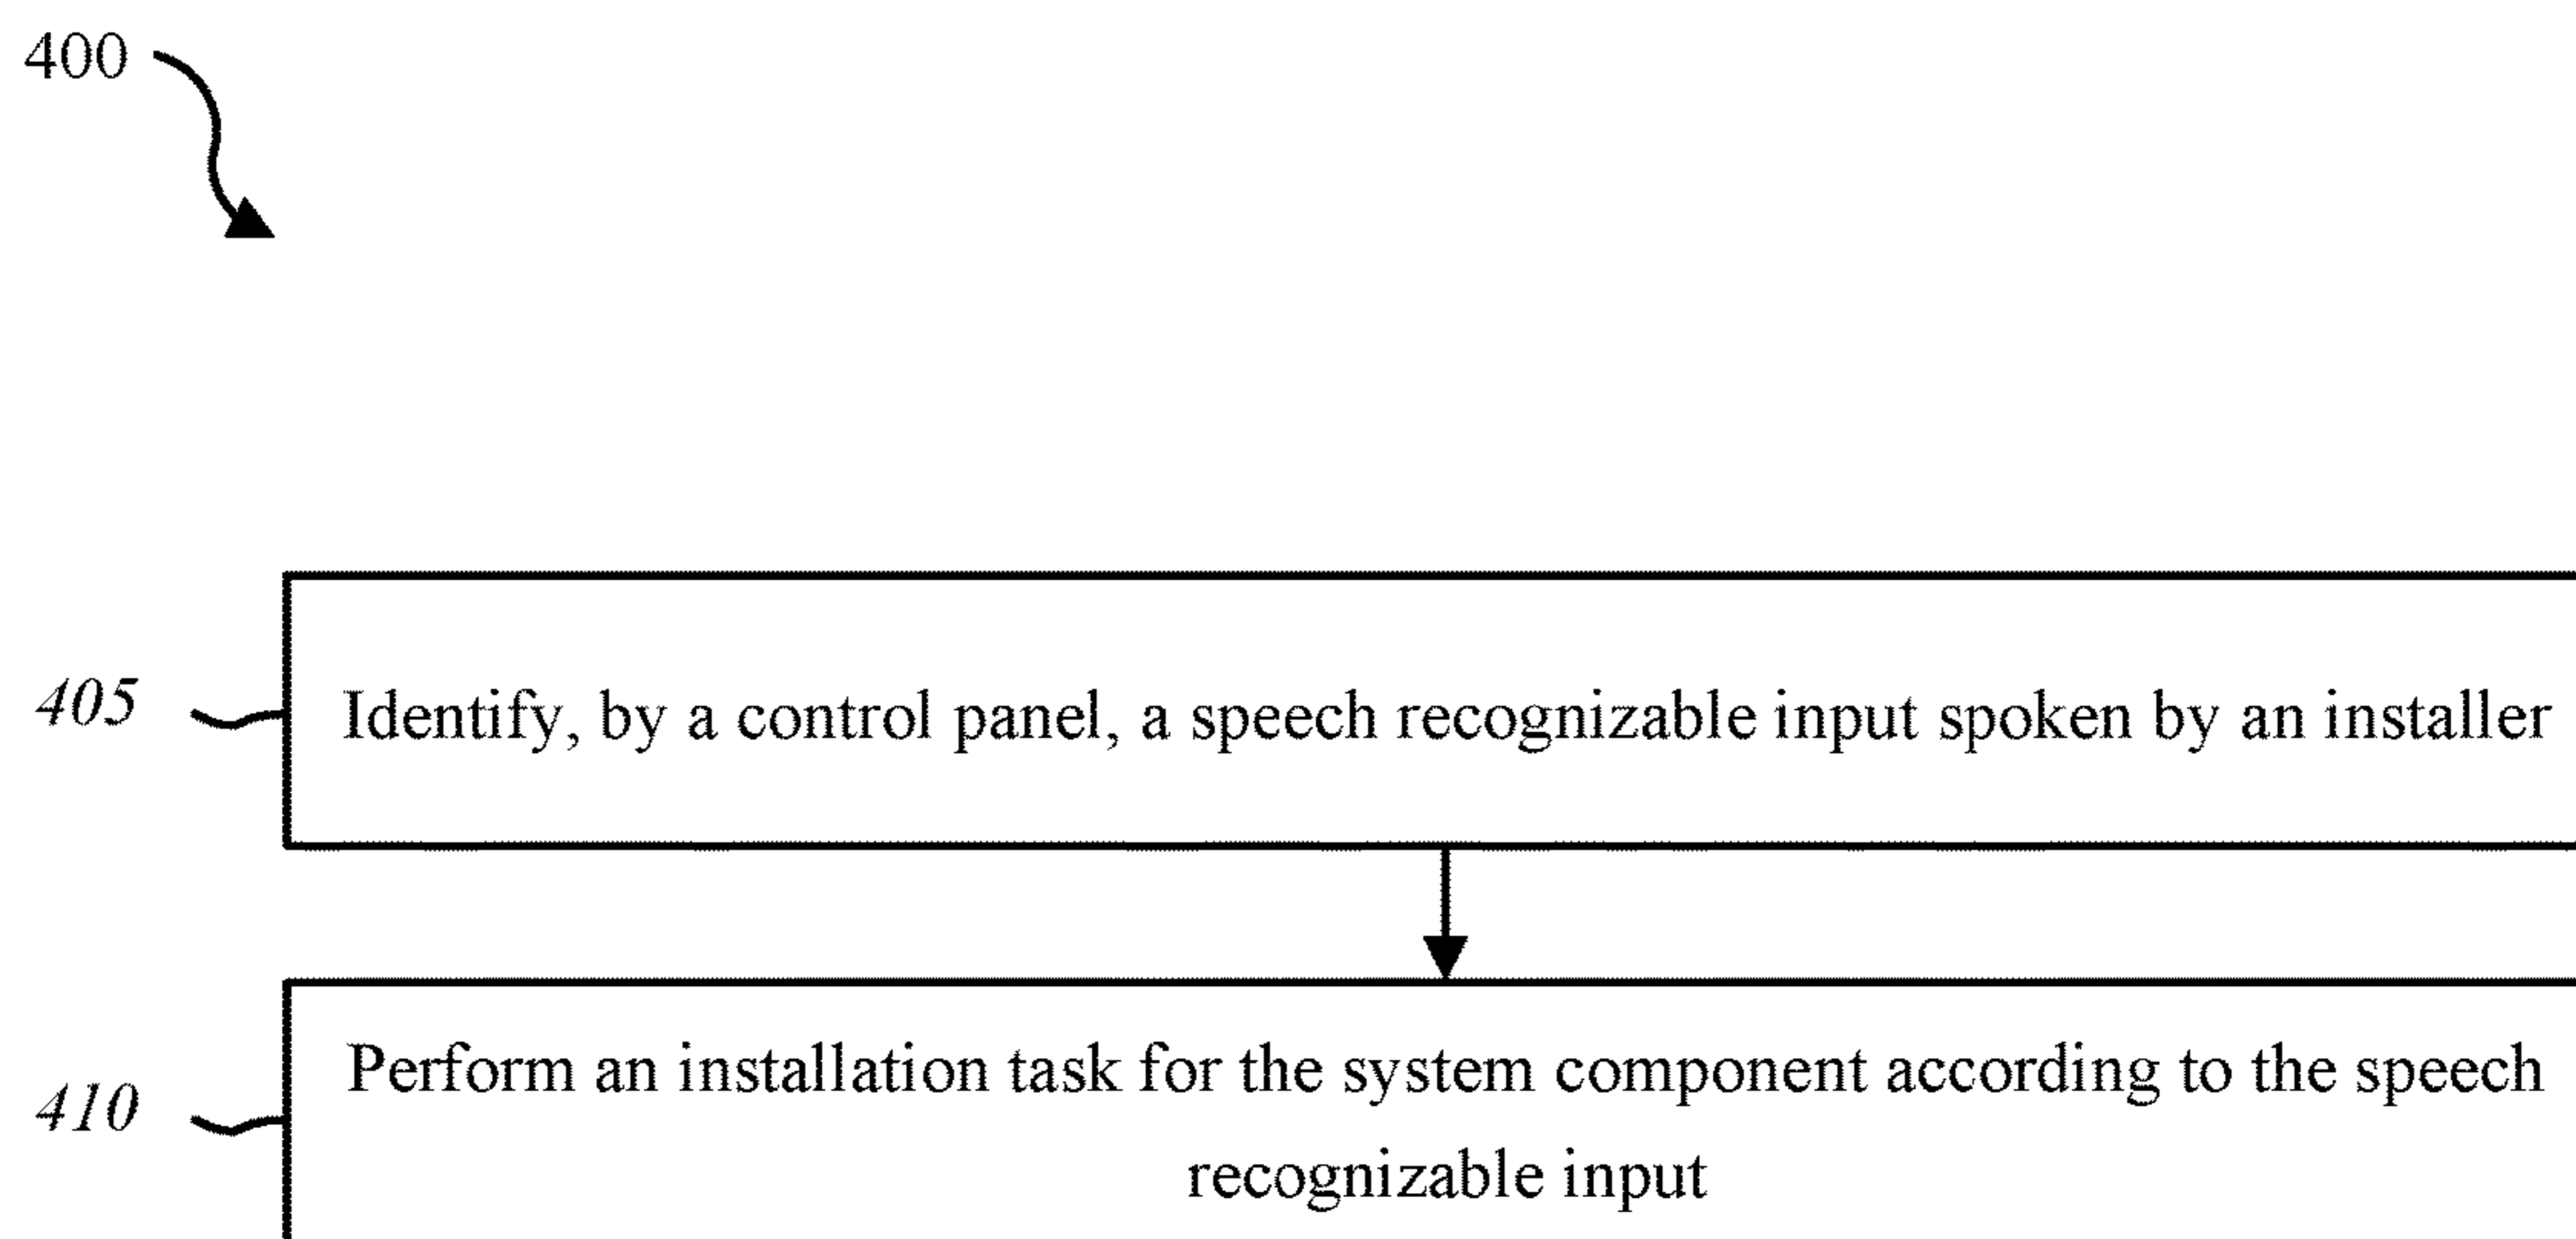 400
405
Identify, by a control panel, a speech recognizable input spoken by an installer
410
Perform an installation task for the system component according to the speech
recognizable input